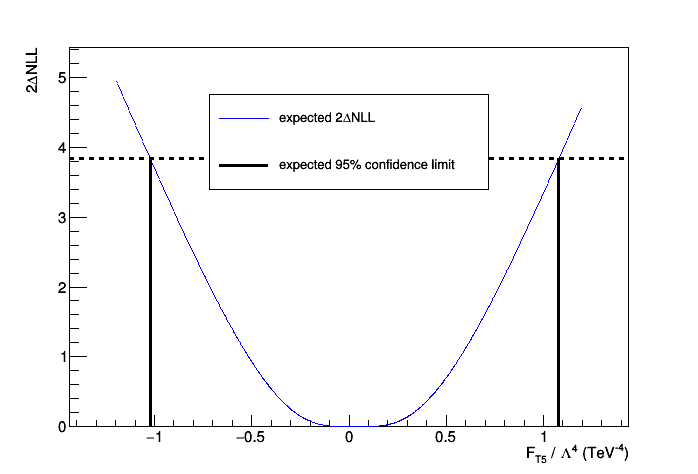 2ΔNLL
5
4
3
2
1
0
expected 2ΔNLL
expected 95% confidence limit
−1 −0.5 0 0.5 1
F_T5 / Λ^4 (TeV^-4)